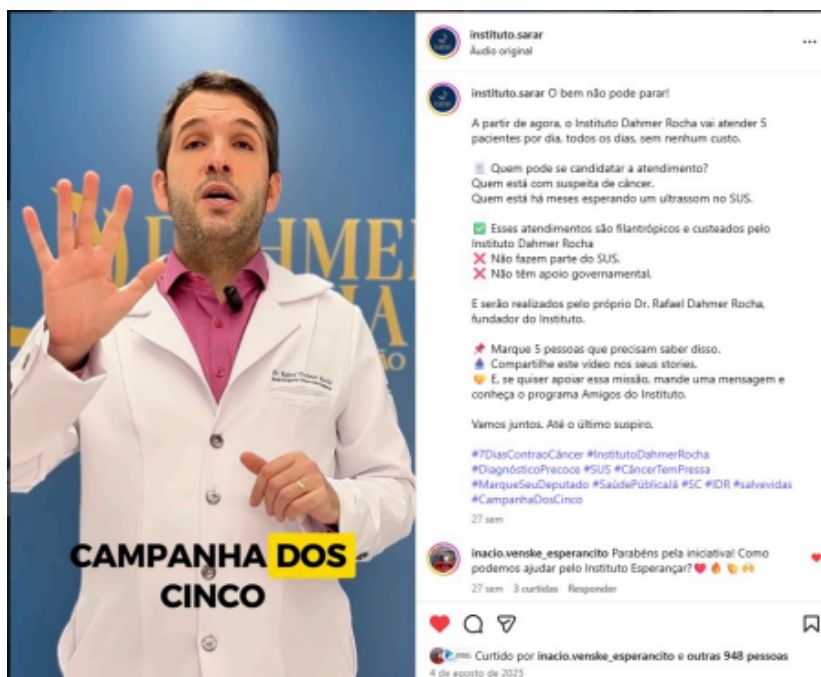 DAHMER
CAMPANHA DOS
CINCO
instituto.sarar
Áudio original
instituto.sarar O bem não pode parar!
A partir de agora, o Instituto Dahmer Rocha vai atender 5
pacientes por dia, todos os dias, sem nenhum custo.
Quem pode se candidatar a atendimento?
Quem está com suspeita de câncer.
Quem está há meses esperando um ultrassom no SUS.
✅ Esses atendimentos são filantrópicos e custeados pelo
Instituto Dahmer Rocha
❌ Não fazem parte do SUS.
❌ Não têm apoio governamental.
E serão realizados pelo próprio Dr. Rafael Dahmer Rocha,
fundador do Instituto.
📌 Marque 5 pessoas que precisam saber disso.
Compartilhe este vídeo nos seus stories.
E, se quiser apoiar essa missão, mande uma mensagem e
conheça o programa Amigos do Instituto.
Vamos juntos. Até o último suspiro.
#7DiasContraoCâncer #InstitutoDahmerRocha
#DiagnósticoPrecoce #SUS #CâncerTemPressa
#MarqueSeuDeputado #SaúdePúblicaJá #SC #IDR #salvevidas
#CampanhaDosCinco
27 sem
inacio.venske_esperancito Parabéns pela iniciativa! Como
podemos ajudar pelo Instituto Esperançar?
27 sem 3 curtidas Responder
Curtido por inacio.venske_esperancito e outras 948 pessoas
4 de agosto de 2025